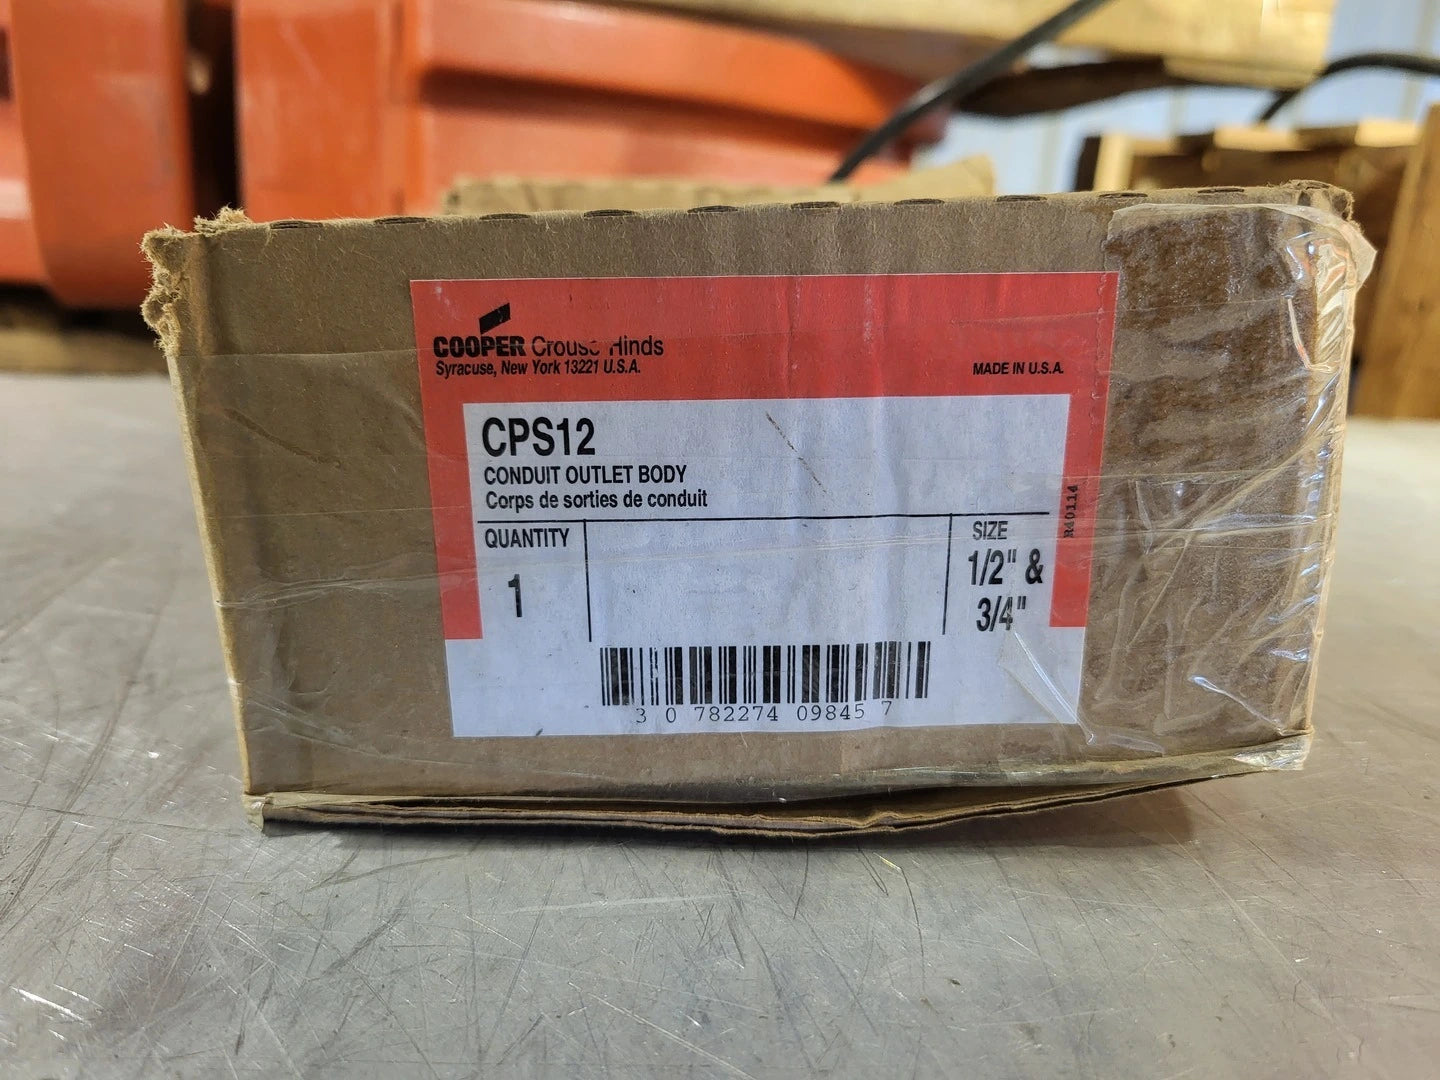 COOPER Crouse-Hinds
Syracuse, New York 13221 U.S.A.
MADE IN U.S.A.
CPS12
CONDUIT OUTLET BODY
Corps de sorties de conduit
QUANTITY
1
SIZE
1/2" &
3/4"
R40114
3 0 782274 09845 7